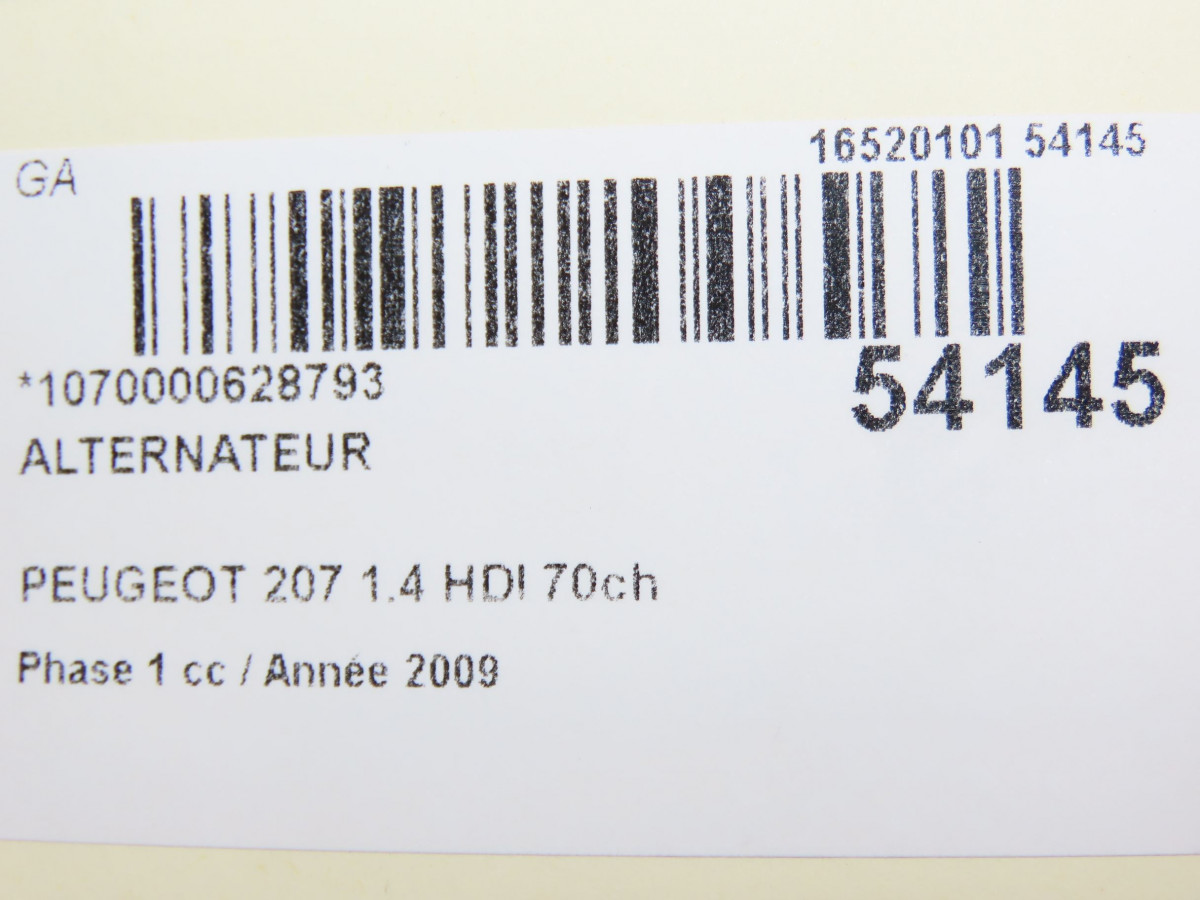 GA
16520101 54145
*1070000628793
54145
ALTERNATEUR
PEUGEOT 207 1.4 HDI 70ch
Phase 1 cc / Année 2009